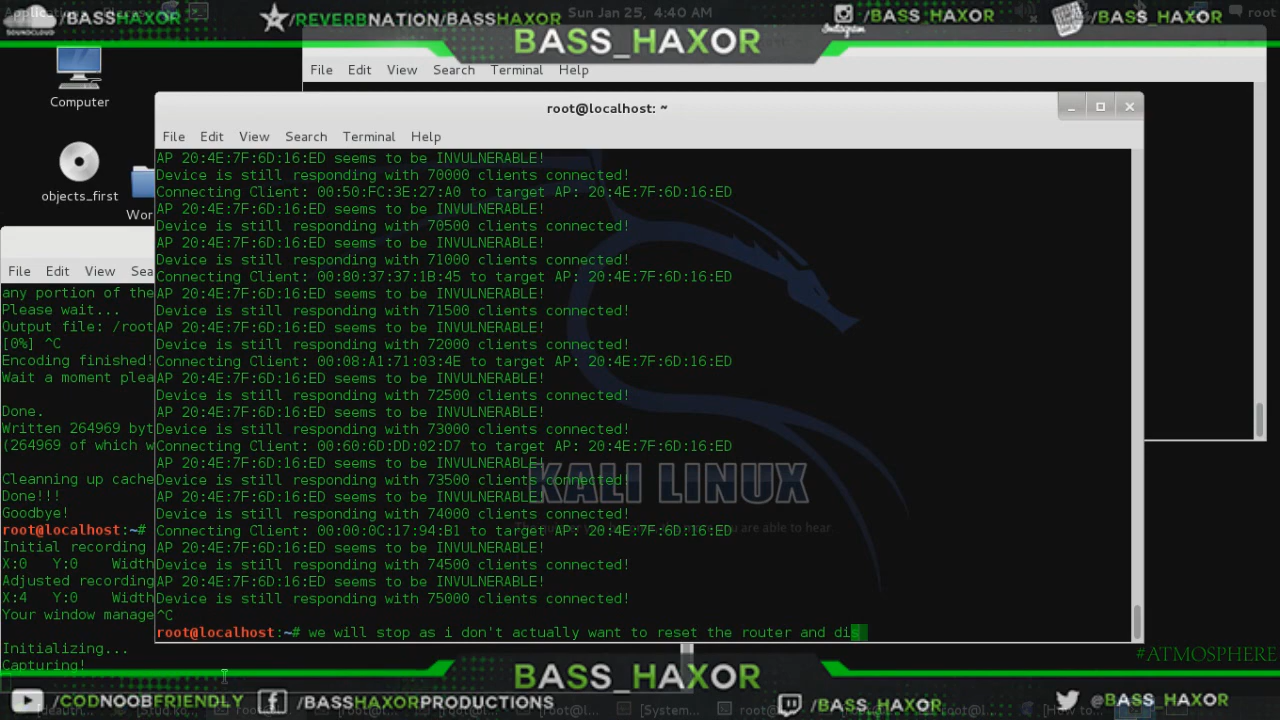 /BASSHAXOR
SOUNDCLOUD
/REVERBNATION/BASSHAXOR
Sun Jan 25, 4:40 AM
/BASS_HAXOR
Instagram
/BASS_HAXOR
root
BASS_HAXOR
File Edit View Search Terminal Help
Computer
objects_first
Wor
root@localhost: ~
File Edit View Search Terminal Help
AP 20:4E:7F:6D:16:ED seems to be INVULNERABLE!
Device is still responding with 70000 clients connected!
Connecting Client: 00:50:FC:3E:27:A0 to target AP: 20:4E:7F:6D:16:ED
AP 20:4E:7F:6D:16:ED seems to be INVULNERABLE!
Device is still responding with 70500 clients connected!
AP 20:4E:7F:6D:16:ED seems to be INVULNERABLE!
Device is still responding with 71000 clients connected!
Connecting Client: 00:80:37:37:1B:45 to target AP: 20:4E:7F:6D:16:ED
AP 20:4E:7F:6D:16:ED seems to be INVULNERABLE!
Device is still responding with 71500 clients connected!
AP 20:4E:7F:6D:16:ED seems to be INVULNERABLE!
Device is still responding with 72000 clients connected!
Connecting Client: 00:08:A1:71:03:4E to target AP: 20:4E:7F:6D:16:ED
AP 20:4E:7F:6D:16:ED seems to be INVULNERABLE!
Device is still responding with 72500 clients connected!
AP 20:4E:7F:6D:16:ED seems to be INVULNERABLE!
Device is still responding with 73000 clients connected!
Connecting Client: 00:60:6D:DD:02:D7 to target AP: 20:4E:7F:6D:16:ED
AP 20:4E:7F:6D:16:ED seems to be INVULNERABLE!
Device is still responding with 73500 clients connected!
AP 20:4E:7F:6D:16:ED seems to be INVULNERABLE!
Device is still responding with 74000 clients connected!
Connecting Client: 00:00:0C:17:94:B1 to target AP: 20:4E:7F:6D:16:ED
AP 20:4E:7F:6D:16:ED seems to be INVULNERABLE!
Device is still responding with 74500 clients connected!
AP 20:4E:7F:6D:16:ED seems to be INVULNERABLE!
Device is still responding with 75000 clients connected!
^C
root@localhost:~# we will stop as i don't actually want to reset the router and dis
KALI LINUX
File Edit View Sea
any portion of the
Please wait...
Output file: /root
[0%] ^C
Encoding finished!
Wait a moment plea
Done.
Written 264969 byt
(264969 of which w
Cleanning up cache
Done!!!
Goodbye!
root@localhost:~#
Initial recording
X:0 Y:0 Width
Adjusted recording
X:4 Y:0 Width
Your window manage
Initializing...
Capturing!
#ATMOSPHERE
BASS_HAXOR
/CODNOOBFRIENDLY
/BASSHAXORPRODUCTIONS
/BASS_HAXOR
@BASS_HAXOR